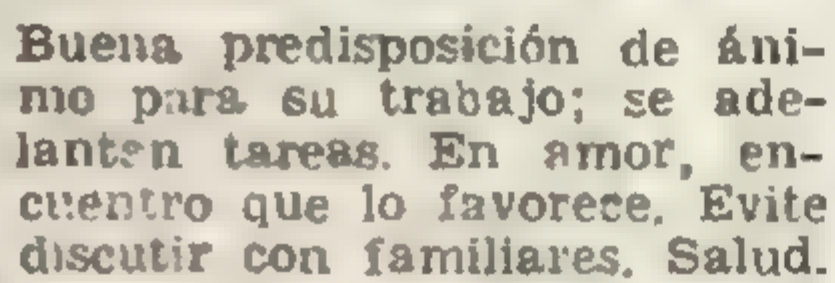 Buena predisposición de áni-
mo para su trabajo; se ade-
lanten tareas. En amor, en-
cuentro que lo favorece. Evite
discutir con familiares. Salud.